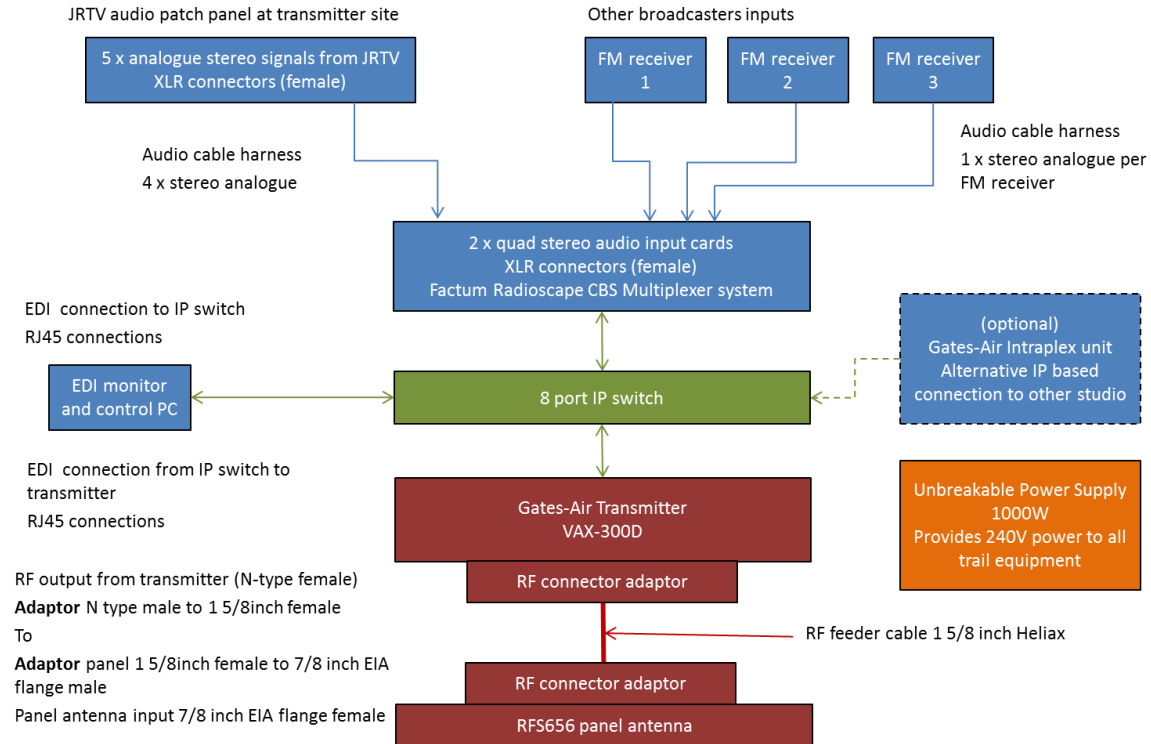 JRTV audio patch panel at transmitter site
Other broadcasters inputs
5 x analogue stereo signals from JRTV
XLR connectors (female)
FM receiver
1
FM receiver
2
FM receiver
3
Audio cable harness
4 x stereo analogue
Audio cable harness
1 x stereo analogue per
FM receiver
2 x quad stereo audio input cards
XLR connectors (female)
Factum Radioscape CBS Multiplexer system
EDI  connection to IP switch
RJ45 connections
(optional)
Gates-Air Intraplex unit
Alternative IP based
connection to other studio
EDI monitor
and control PC
8 port IP switch
EDI  connection from IP switch to
transmitter
RJ45 connections
Gates-Air Transmitter
VAX-300D
Unbreakable Power Supply
1000W
Provides 240V power to all
trail equipment
RF connector adaptor
RF output from transmitter (N-type female)
Adaptor N type male to 1 5/8inch female
To
Adaptor panel 1 5/8inch female to 7/8 inch EIA
flange male
Panel antenna input 7/8 inch EIA flange female
RF feeder cable 1 5/8 inch Heliax
RF connector adaptor
RFS656 panel antenna